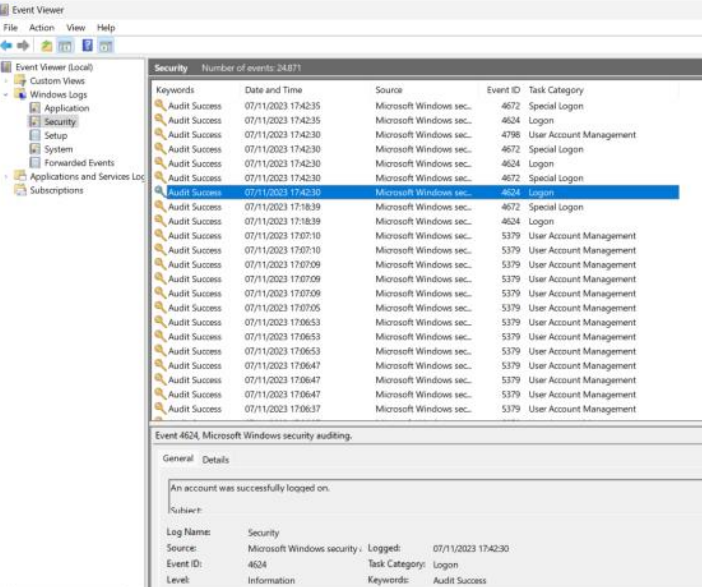 Event Viewer
File Action View Help
Event Viewer (Local)
Custom Views
Windows Logs
Application
Security
Setup
System
Forwarded Events
Applications and Services Log
Subscriptions
Security Number of events: 24,871
Keywords Date and Time Source Event ID Task Category
Audit Success 07/11/2023 17:42:35 Microsoft Windows sec... 4672 Special Logon
Audit Success 07/11/2023 17:42:35 Microsoft Windows sec... 4624 Logon
Audit Success 07/11/2023 17:42:30 Microsoft Windows sec... 4798 User Account Management
Audit Success 07/11/2023 17:42:30 Microsoft Windows sec... 4672 Special Logon
Audit Success 07/11/2023 17:42:30 Microsoft Windows sec... 4624 Logon
Audit Success 07/11/2023 17:42:30 Microsoft Windows sec... 4672 Special Logon
Audit Success 07/11/2023 17:42:30 Microsoft Windows sec... 4624 Logon
Audit Success 07/11/2023 17:18:39 Microsoft Windows sec... 4672 Special Logon
Audit Success 07/11/2023 17:18:39 Microsoft Windows sec... 4624 Logon
Audit Success 07/11/2023 17:07:10 Microsoft Windows sec... 5379 User Account Management
Audit Success 07/11/2023 17:07:10 Microsoft Windows sec... 5379 User Account Management
Audit Success 07/11/2023 17:07:09 Microsoft Windows sec... 5379 User Account Management
Audit Success 07/11/2023 17:07:09 Microsoft Windows sec... 5379 User Account Management
Audit Success 07/11/2023 17:07:09 Microsoft Windows sec... 5379 User Account Management
Audit Success 07/11/2023 17:07:05 Microsoft Windows sec... 5379 User Account Management
Audit Success 07/11/2023 17:06:53 Microsoft Windows sec... 5379 User Account Management
Audit Success 07/11/2023 17:06:53 Microsoft Windows sec... 5379 User Account Management
Audit Success 07/11/2023 17:06:53 Microsoft Windows sec... 5379 User Account Management
Audit Success 07/11/2023 17:06:47 Microsoft Windows sec... 5379 User Account Management
Audit Success 07/11/2023 17:06:47 Microsoft Windows sec... 5379 User Account Management
Audit Success 07/11/2023 17:06:47 Microsoft Windows sec... 5379 User Account Management
Audit Success 07/11/2023 17:06:37 Microsoft Windows sec... 5379 User Account Management
Event 4624, Microsoft Windows security auditing.
General Details
An account was successfully logged on.
Subject:
Log Name: Security
Source: Microsoft Windows security Logged: 07/11/2023 17:42:30
Event ID: 4624 Task Category: Logon
Level: Information Keywords: Audit Success